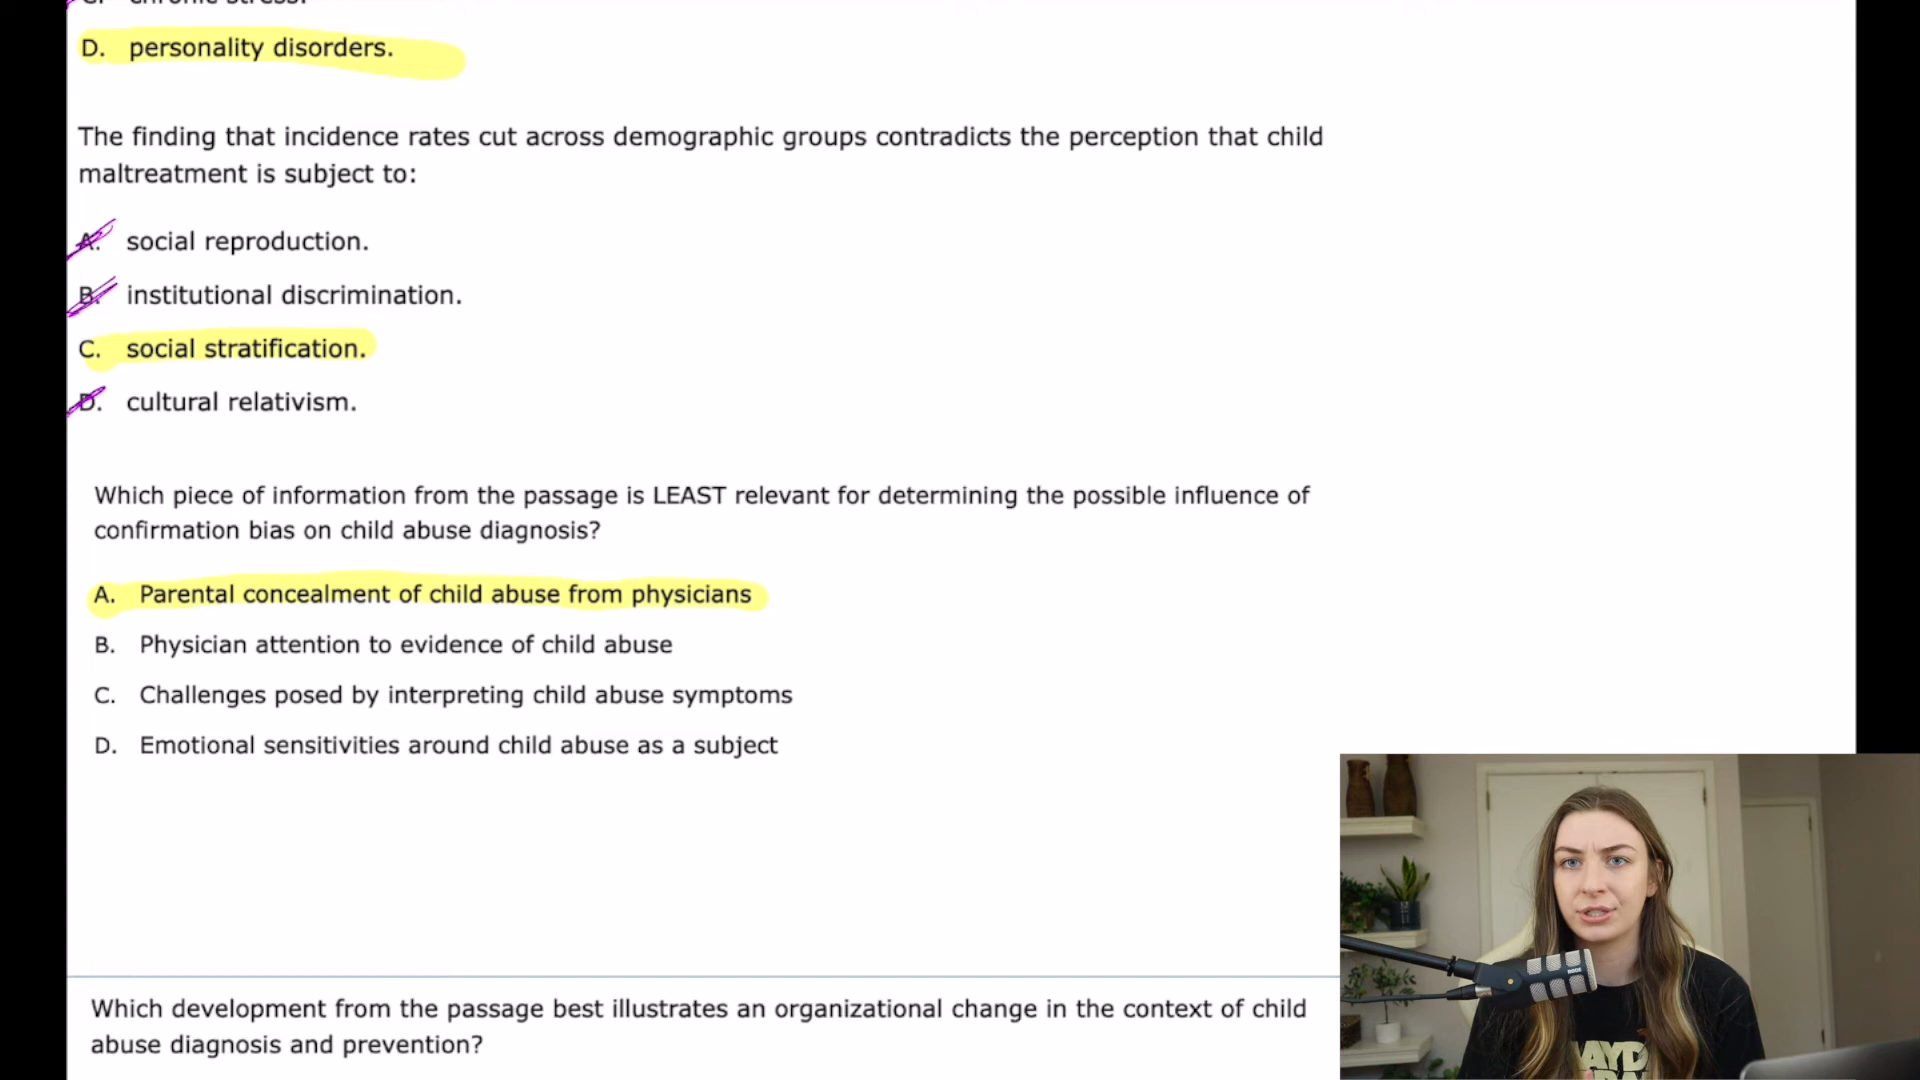 C. chronic stress.
D. personality disorders.
The finding that incidence rates cut across demographic groups contradicts the perception that child
maltreatment is subject to:
A. social reproduction.
B. institutional discrimination.
C. social stratification.
D. cultural relativism.
Which piece of information from the passage is LEAST relevant for determining the possible influence of
confirmation bias on child abuse diagnosis?
A. Parental concealment of child abuse from physicians
B. Physician attention to evidence of child abuse
C. Challenges posed by interpreting child abuse symptoms
D. Emotional sensitivities around child abuse as a subject
Which development from the passage best illustrates an organizational change in the context of child
abuse diagnosis and prevention?
RODE